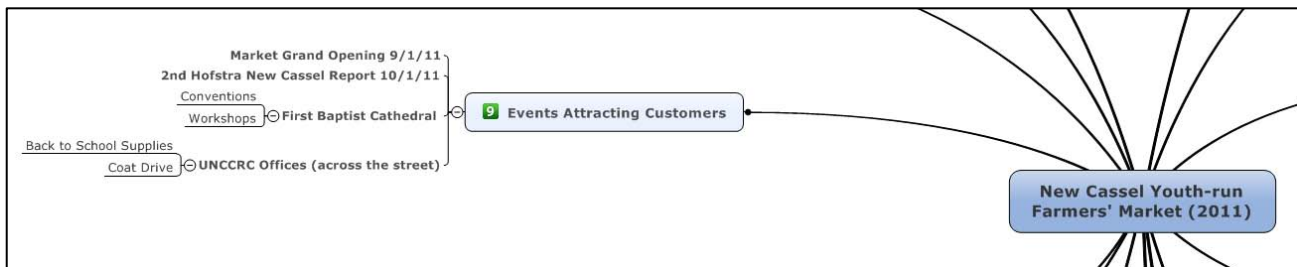 Market Grand Opening 9/1/11
2nd Hofstra New Cassel Report 10/1/11
Conventions
Workshops
First Baptist Cathedral
Back to School Supplies
Coat Drive
UNCCRC Offices (across the street)
9 Events Attracting Customers
New Cassel Youth-run
Farmers' Market (2011)